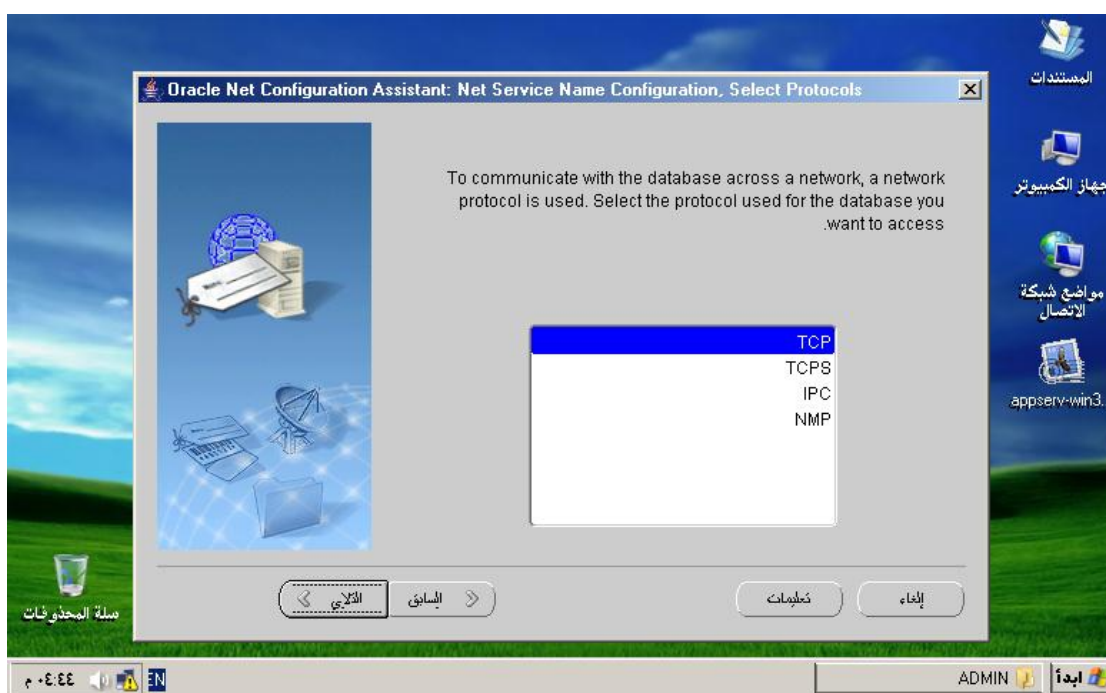 Oracle Net Configuration Assistant: Net Service Name Configuration, Select Protocols
To communicate with the database across a network, a network
protocol is used. Select the protocol used for the database you
.want to access
TCP
TCPS
IPC
NMP
إلغاء
تعليمات
السابق
التالي
المستندات
جهاز الكمبيوتر
مواضع شبكة
الاتصال
appserv-win3.
سلة المحذوفات
ابدأ
ADMIN
EN
٠٤:٤٤ م